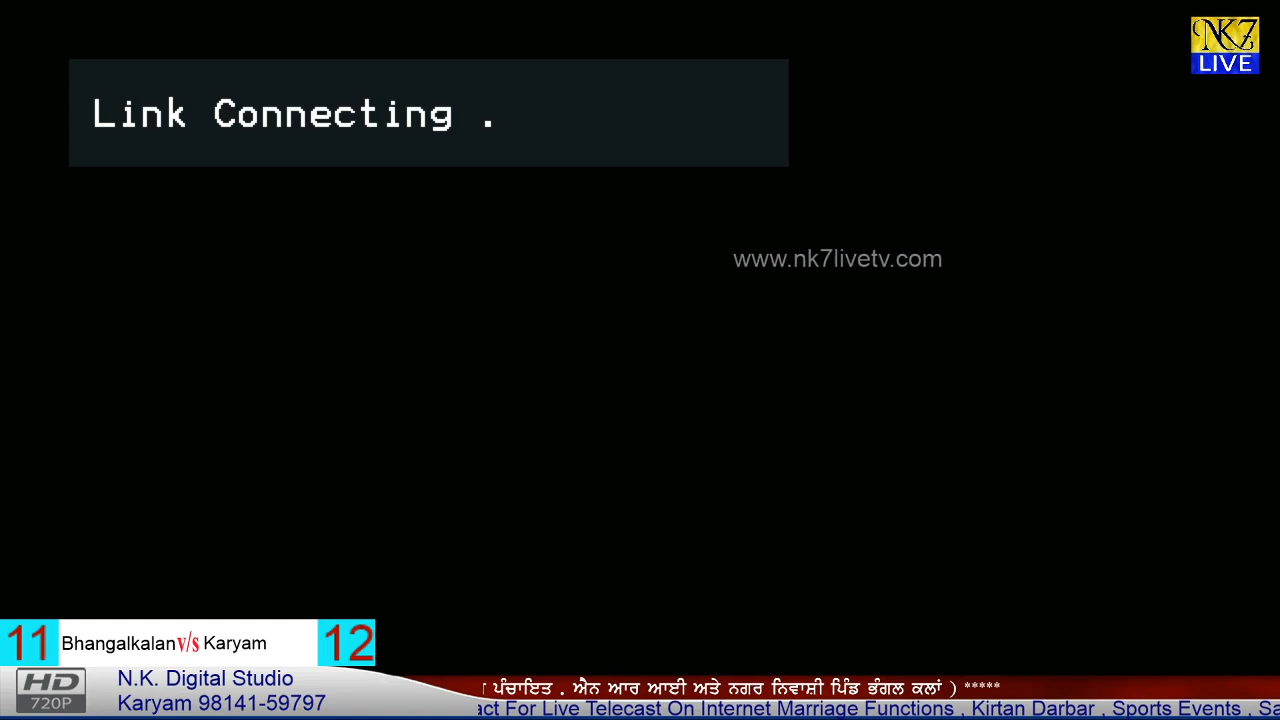 NK7
LIVE
Link Connecting .
www.nk7livetv.com
11 Bhangalkalan v/s Karyam 12
HD
720P
N.K. Digital Studio
Karyam 98141-59797
ਪੰਚਾਇਤ . ਐਨ ਆਰ ਆਈ ਅਤੇ ਨਗਰ ਨਿਵਾਸ਼ੀ ਪਿੰਡ ਭੰਗਲ ਕਲਾਂ ) *****
For Live Telecast On Internet Marriage Functions , Kirtan Darbar , Sports Events ,